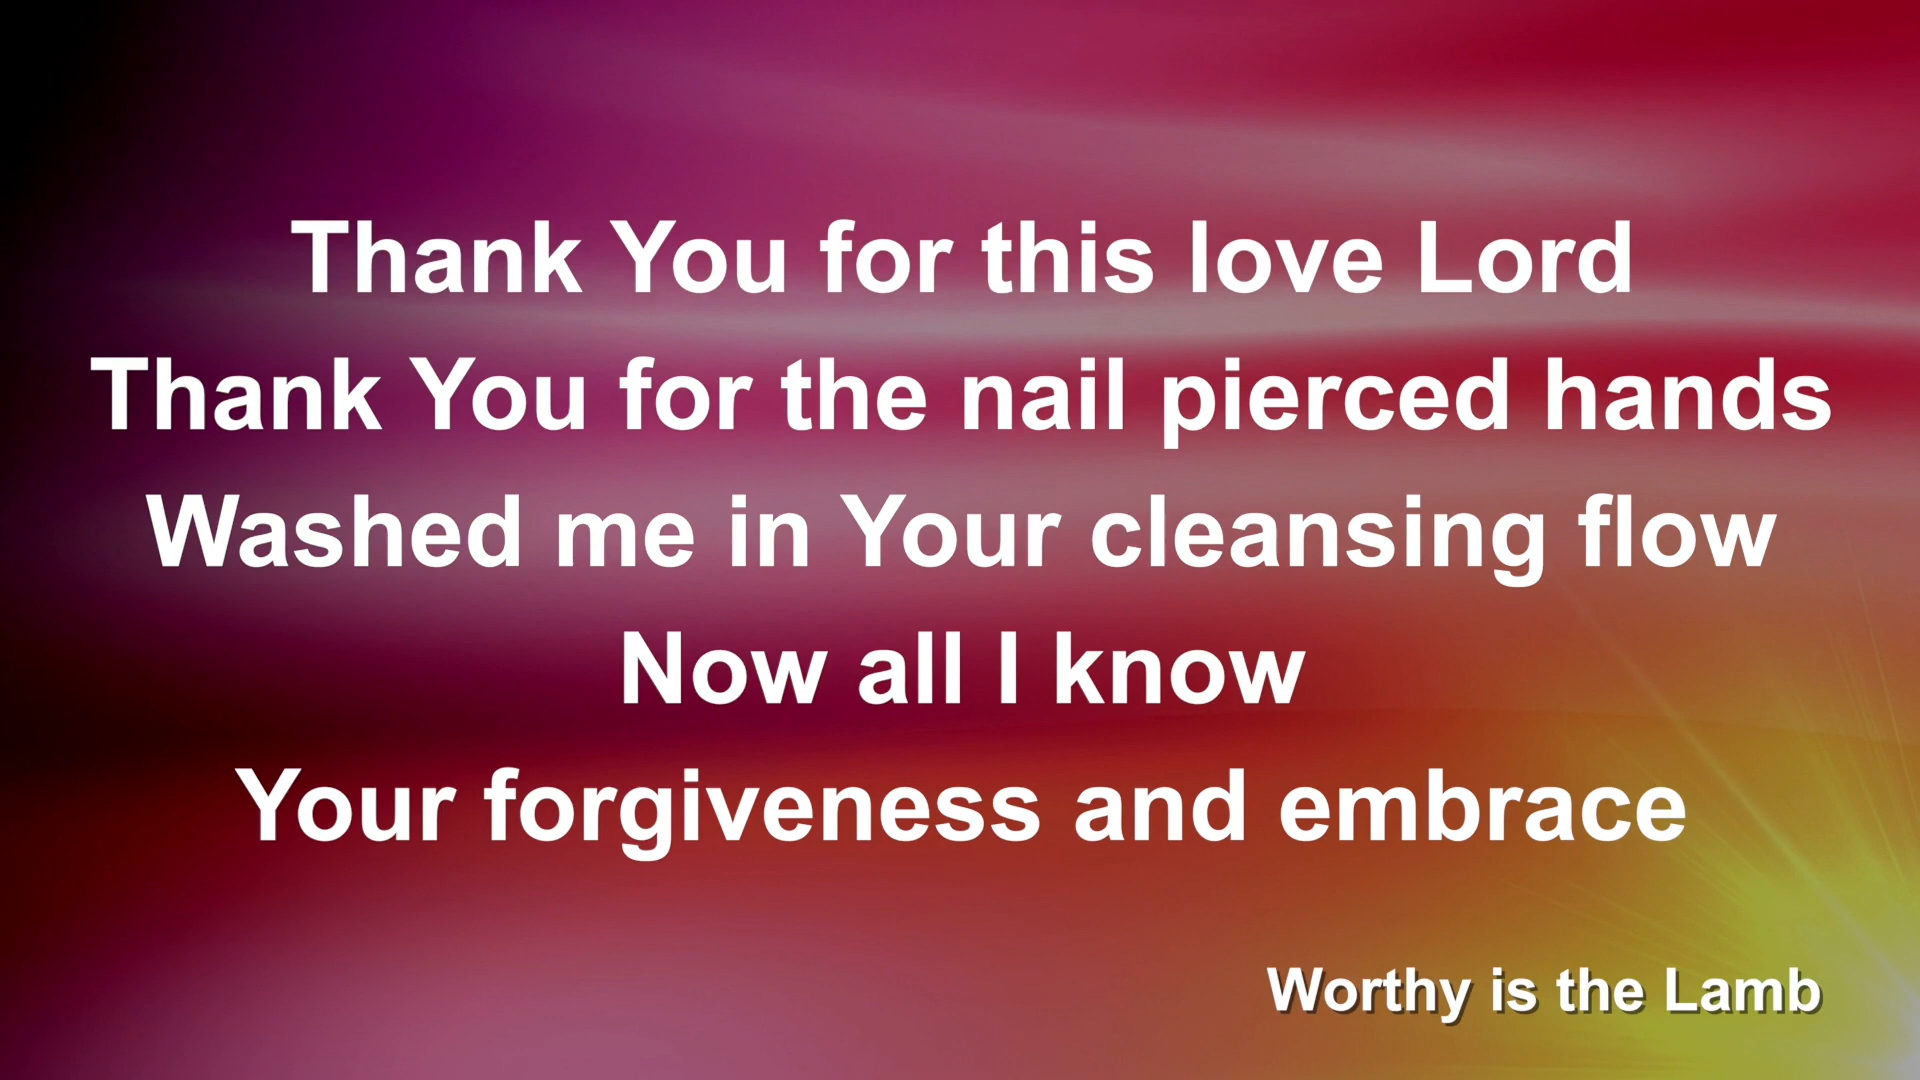 Thank You for this love Lord
Thank You for the nail pierced hands
Washed me in Your cleansing flow
Now all I know
Your forgiveness and embrace
Worthy is the Lamb